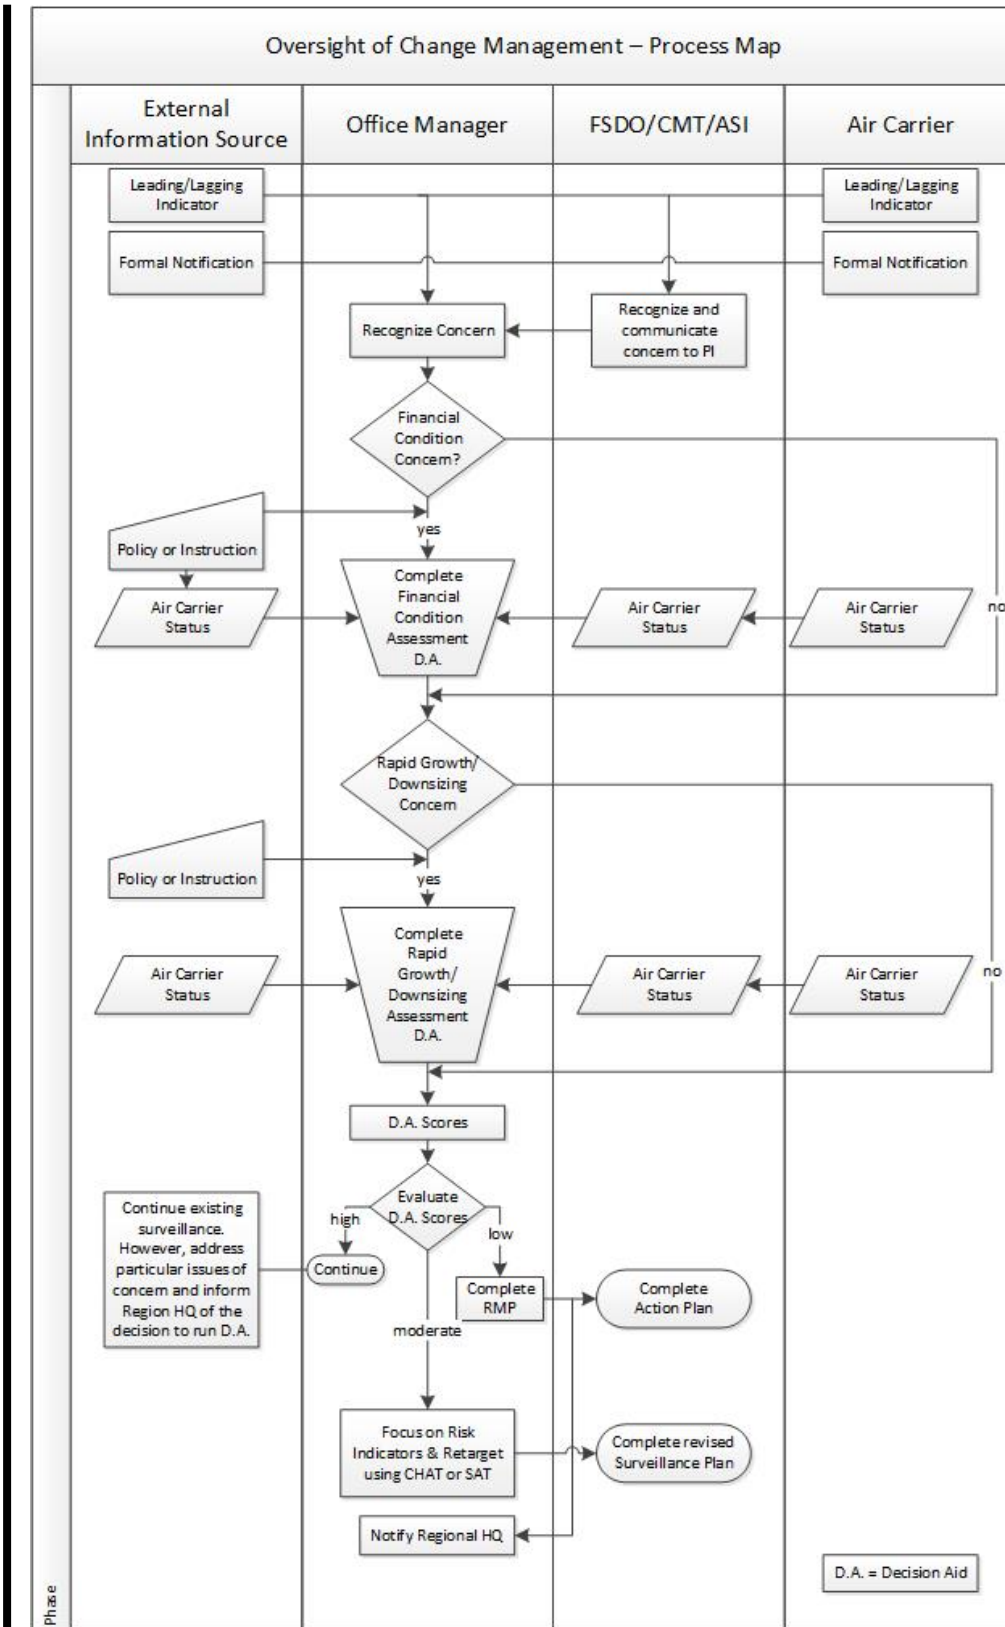 Oversight of Change Management – Process Map
External
Information Source
Office Manager
FSDO/CMT/ASI
Air Carrier
Leading/Lagging
Indicator
Leading/Lagging
Indicator
Formal Notification
Formal Notification
Recognize Concern
Recognize and
communicate
concern to PI
Financial
Condition
Concern?
yes
no
Policy or Instruction
Air Carrier
Status
Complete
Financial
Condition
Assessment
D.A.
Air Carrier
Status
Air Carrier
Status
Rapid Growth/
Downsizing
Concern
yes
no
Policy or Instruction
Air Carrier
Status
Complete
Rapid
Growth/
Downsizing
Assessment
D.A.
Air Carrier
Status
Air Carrier
Status
D.A. Scores
Evaluate
D.A. Scores
high
low
moderate
Continue existing
surveillance.
However, address
particular issues of
concern and inform
Region HQ of the
decision to run D.A.
Continue
Complete
RMP
Complete
Action Plan
Focus on Risk
Indicators & Retarget
using CHAT or SAT
Complete revised
Surveillance Plan
Notify Regional HQ
D.A. = Decision Aid
Phase